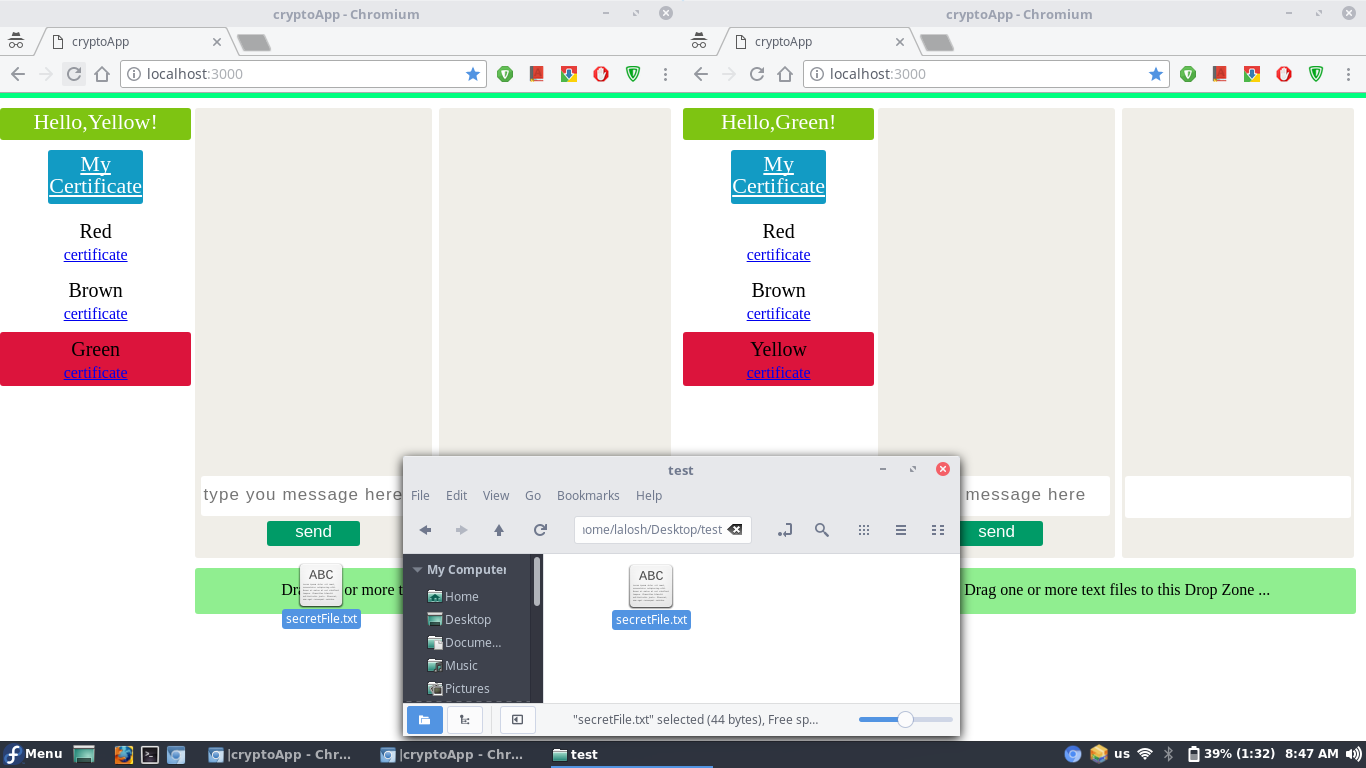 cryptoApp - Chromium
cryptoApp
localhost:3000
Hello,Yellow!
My
Certificate
Red
certificate
Brown
certificate
Green
certificate
type you message here
send
cryptoApp - Chromium
cryptoApp
localhost:3000
Hello,Green!
My
Certificate
Red
certificate
Brown
certificate
Yellow
certificate
message here
send
Drag one or more text files to this Drop Zone ...
or more t
ABC
secretFile.txt
test
File Edit View Go Bookmarks Help
ome/lalosh/Desktop/test
My Computer
Home
Desktop
Docume...
Music
Pictures
ABC
secretFile.txt
"secretFile.txt" selected (44 bytes), Free sp...
Menu
|cryptoApp - Chr...
|cryptoApp - Chr...
test
us
39% (1:32)
8:47 AM